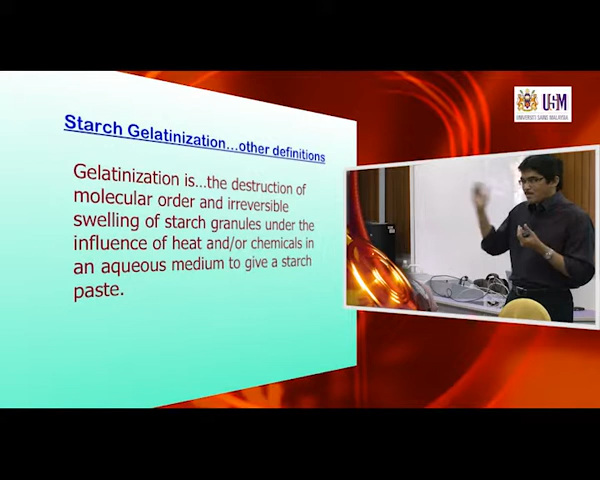 Starch Gelatinization...other definitions
Gelatinization is...the destruction of
molecular order and irreversible
swelling of starch granules under the
influence of heat and/or chemicals in
an aqueous medium to give a starch
paste.
USM
UNIVERSITI SAINS MALAYSIA